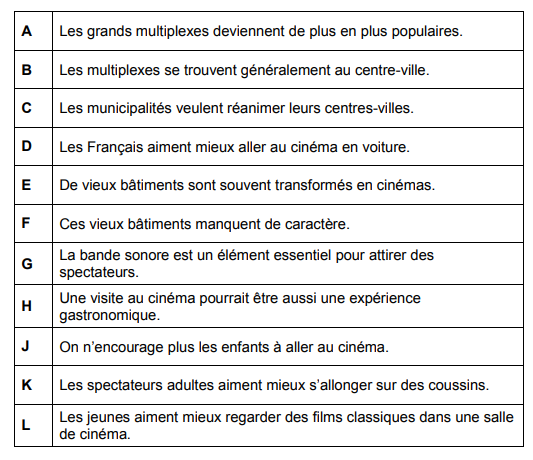 A Les grands multiplexes deviennent de plus en plus populaires.
B Les multiplexes se trouvent généralement au centre-ville.
C Les municipalités veulent réanimer leurs centres-villes.
D Les Français aiment mieux aller au cinéma en voiture.
E De vieux bâtiments sont souvent transformés en cinémas.
F Ces vieux bâtiments manquent de caractère.
G La bande sonore est un élément essentiel pour attirer des
spectateurs.
H Une visite au cinéma pourrait être aussi une expérience
gastronomique.
J On n'encourage plus les enfants à aller au cinéma.
K Les spectateurs adultes aiment mieux s'allonger sur des coussins.
L Les jeunes aiment mieux regarder des films classiques dans une salle
de cinéma.